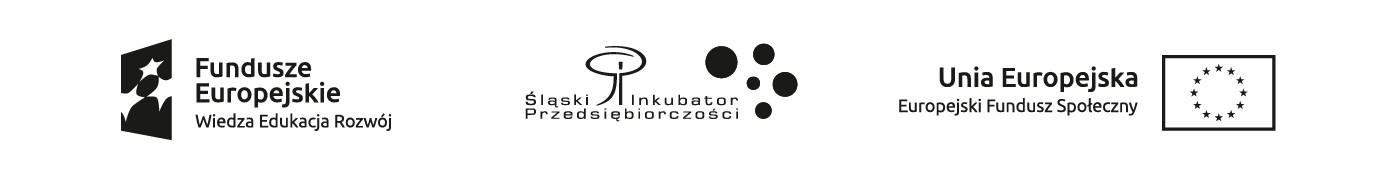 Fundusze
Europejskie
Wiedza Edukacja Rozwój
Śląski Inkubator
Przedsiębiorczości
Unia Europejska
Europejski Fundusz Społeczny